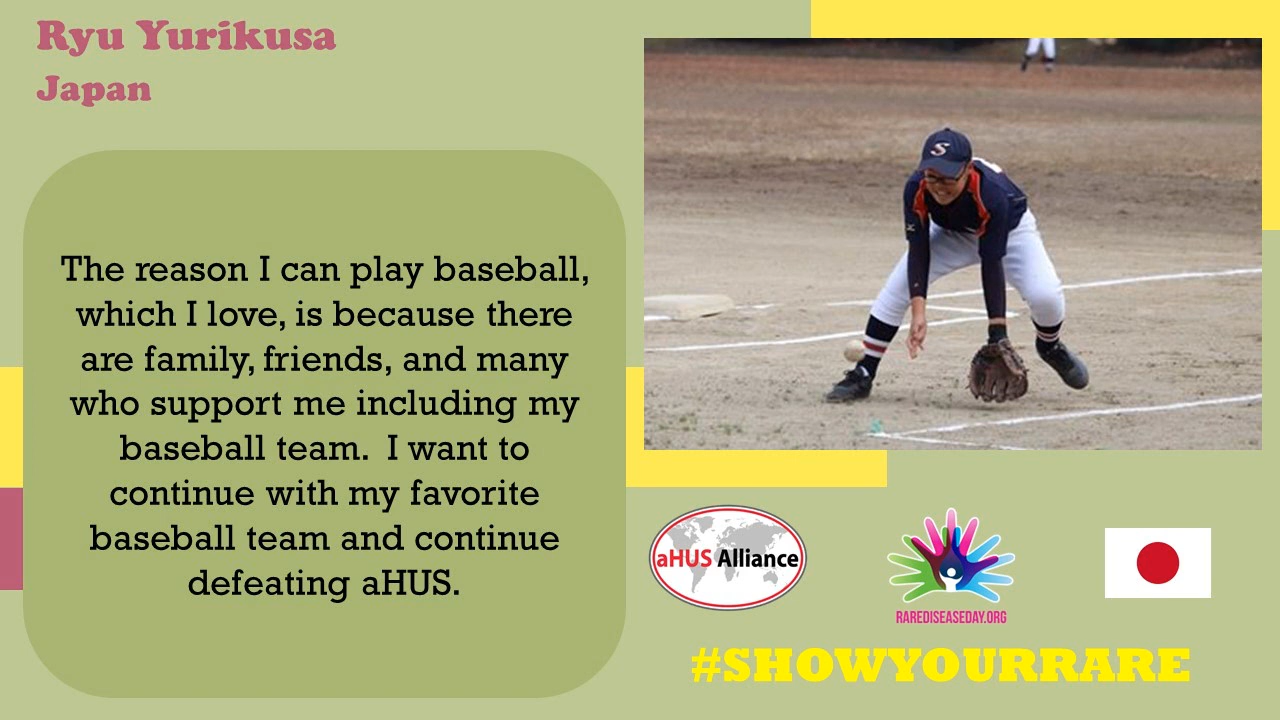 Ryu Yurikusa
Japan
The reason I can play baseball,
which I love, is because there
are family, friends, and many
who support me including my
baseball team.  I want to
continue with my favorite
baseball team and continue
defeating aHUS.
S
aHUS Alliance
RAREDISEASEDAY.ORG
#SHOWYOURRARE